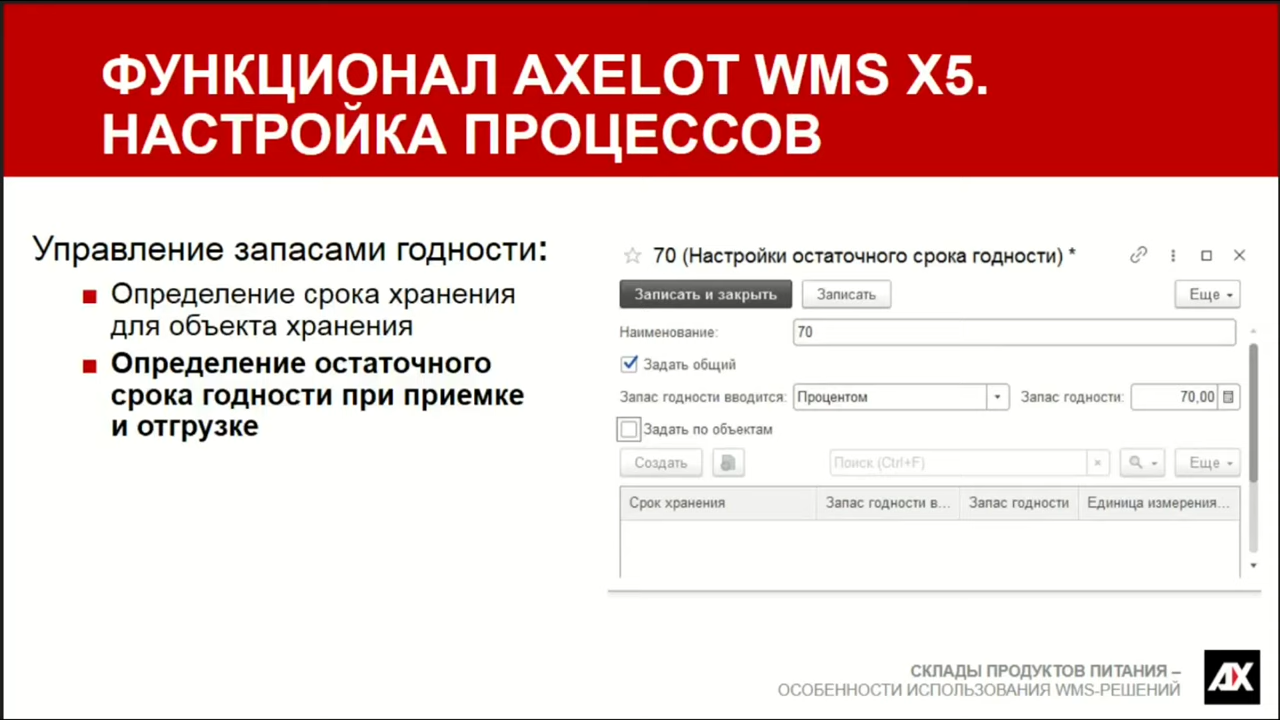 ФУНКЦИОНАЛ AXELOT WMS X5.
НАСТРОЙКА ПРОЦЕССОВ
Управление запасами годности:
Определение срока хранения
для объекта хранения
Определение остаточного
срока годности при приемке
и отгрузке
70 (Настройки остаточного срока годности) *
Записать и закрыть Записать Еще
Наименование: 70
Задать общий
Запас годности вводится: Процентом Запас годности: 70,00
Задать по объектам
Создать Поиск (Ctrl+F) × Еще
Срок хранения Запас годности в... Запас годности Единица измерения...
СКЛАДЫ ПРОДУКТОВ ПИТАНИЯ –
ОСОБЕННОСТИ ИСПОЛЬЗОВАНИЯ WMS-РЕШЕНИЙ
AX